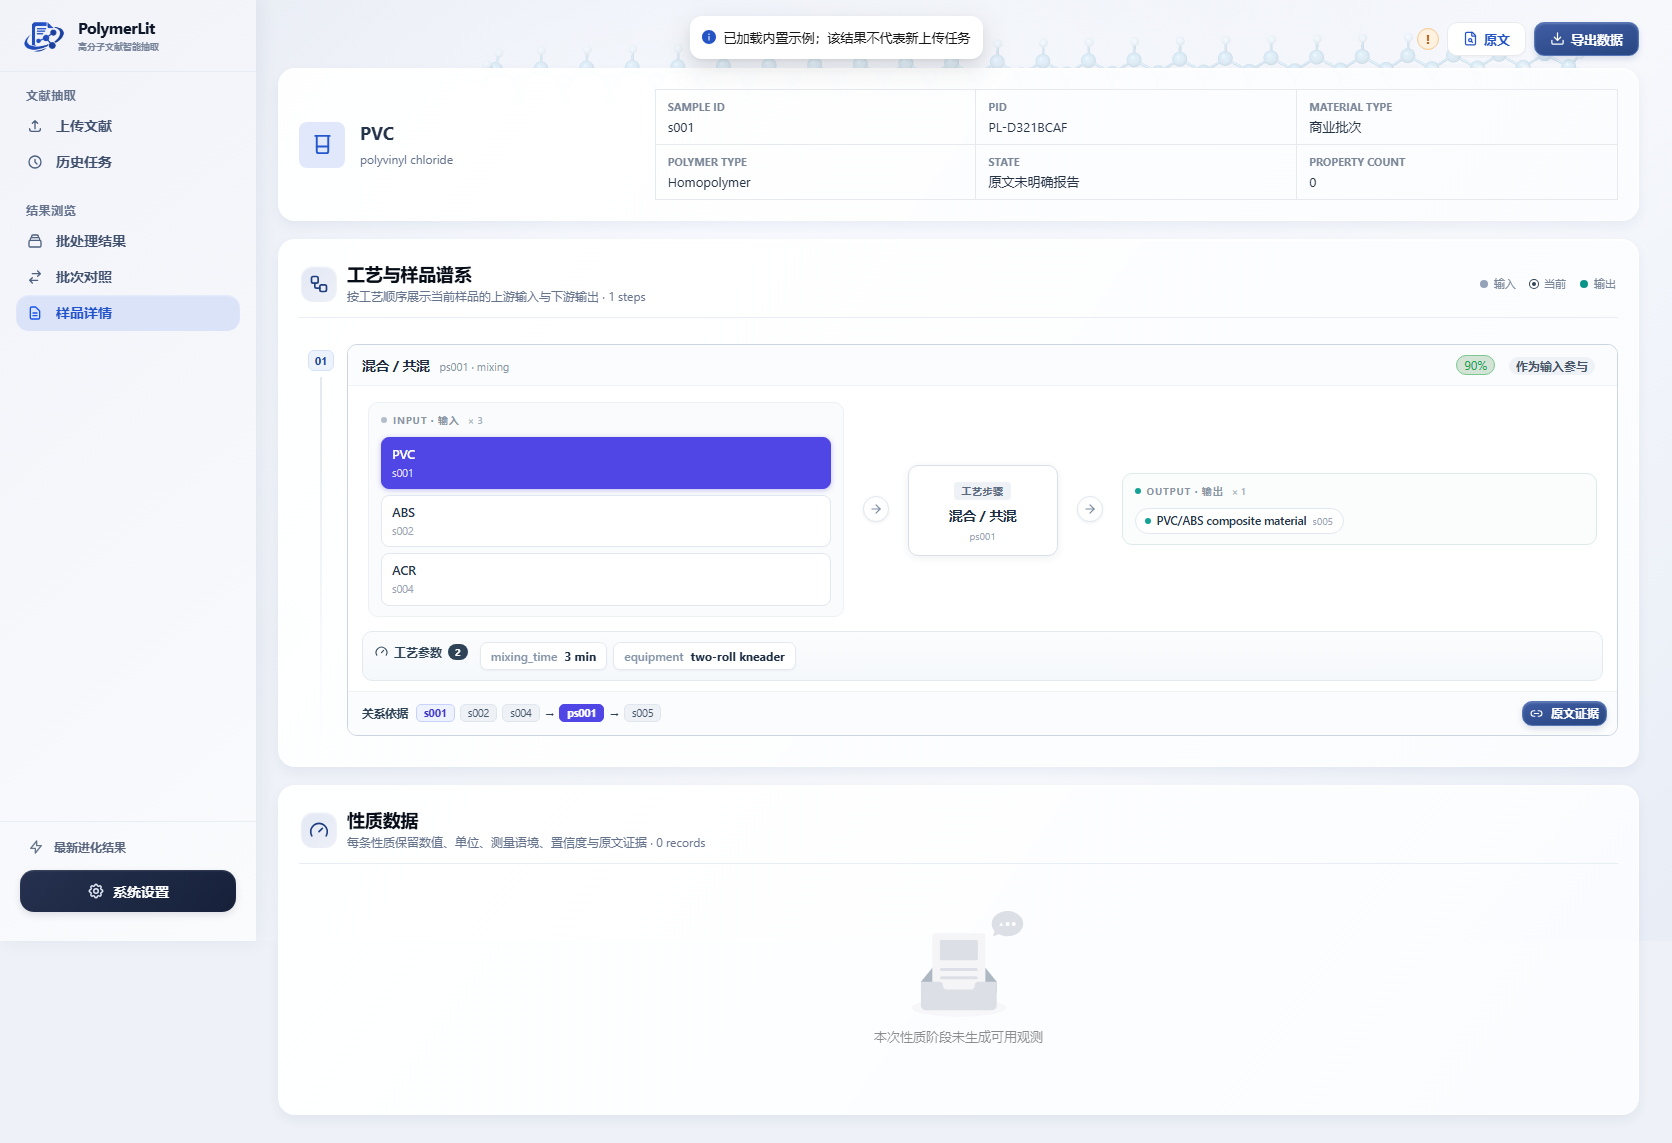 PolymerLit
高分子文献智能抽取
文献抽取
上传文献
历史任务
结果浏览
批处理结果
批次对照
样品详情
最新进化结果
系统设置
已加载内置示例；该结果不代表新上传任务
!
原文
导出数据
PVC
polyvinyl chloride
SAMPLE ID
s001
PID
PL-D321BCAF
MATERIAL TYPE
商业批次
POLYMER TYPE
Homopolymer
STATE
原文未明确报告
PROPERTY COUNT
0
工艺与样品谱系
按工艺顺序展示当前样品的上游输入与下游输出 · 1 steps
输入 当前 输出
01
混合 / 共混 ps001 · mixing
90% 作为输入参与
INPUT · 输入 × 3
PVC
s001
ABS
s002
ACR
s004
工艺步骤
混合 / 共混
ps001
OUTPUT · 输出 × 1
PVC/ABS composite material s005
工艺参数 2 mixing_time 3 min equipment two-roll kneader
关系依据 s001 s002 s004 → ps001 → s005
原文证据
性质数据
每条性质保留数值、单位、测量语境、置信度与原文证据 · 0 records
本次性质阶段未生成可用观测